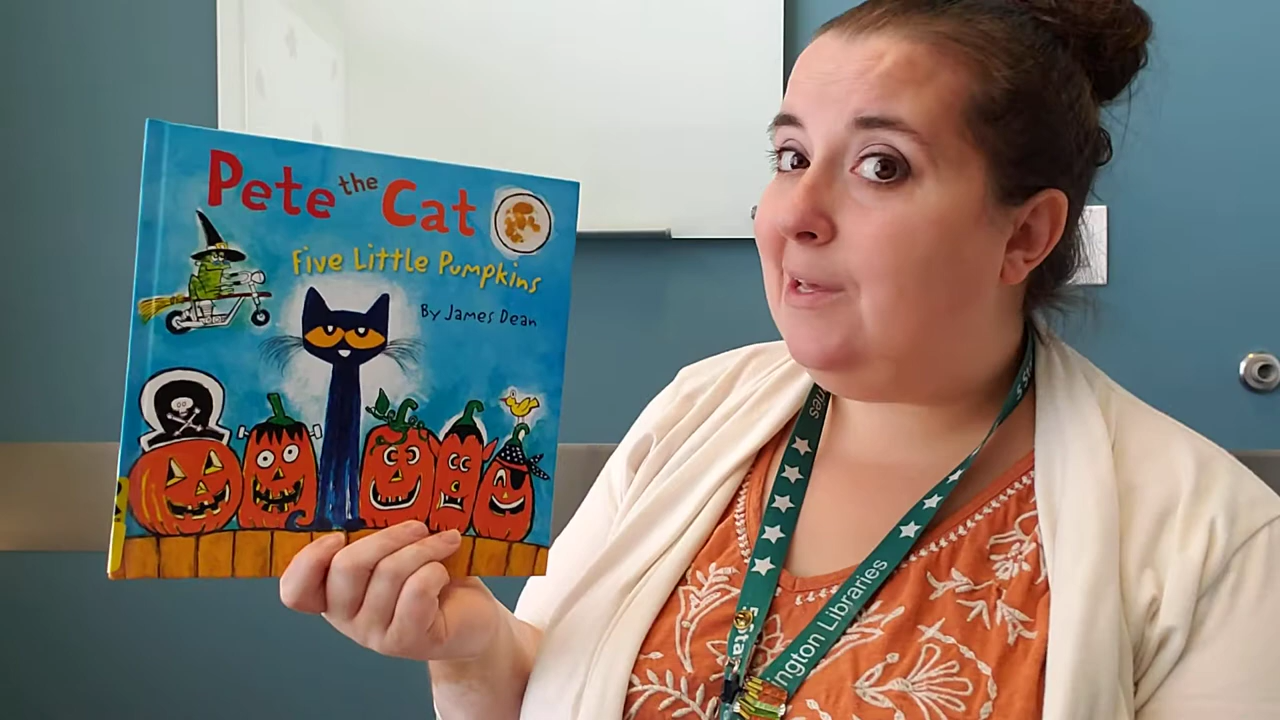 Pete the Cat
Five Little Pumpkins
By James Dean
ington Libraries